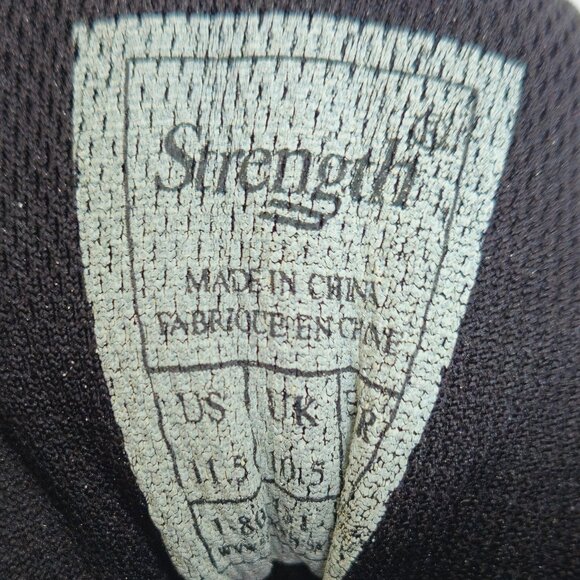 Strength
MADE IN CHINA
FABRIQUE EN CHINE
US UK
11.5 10.5